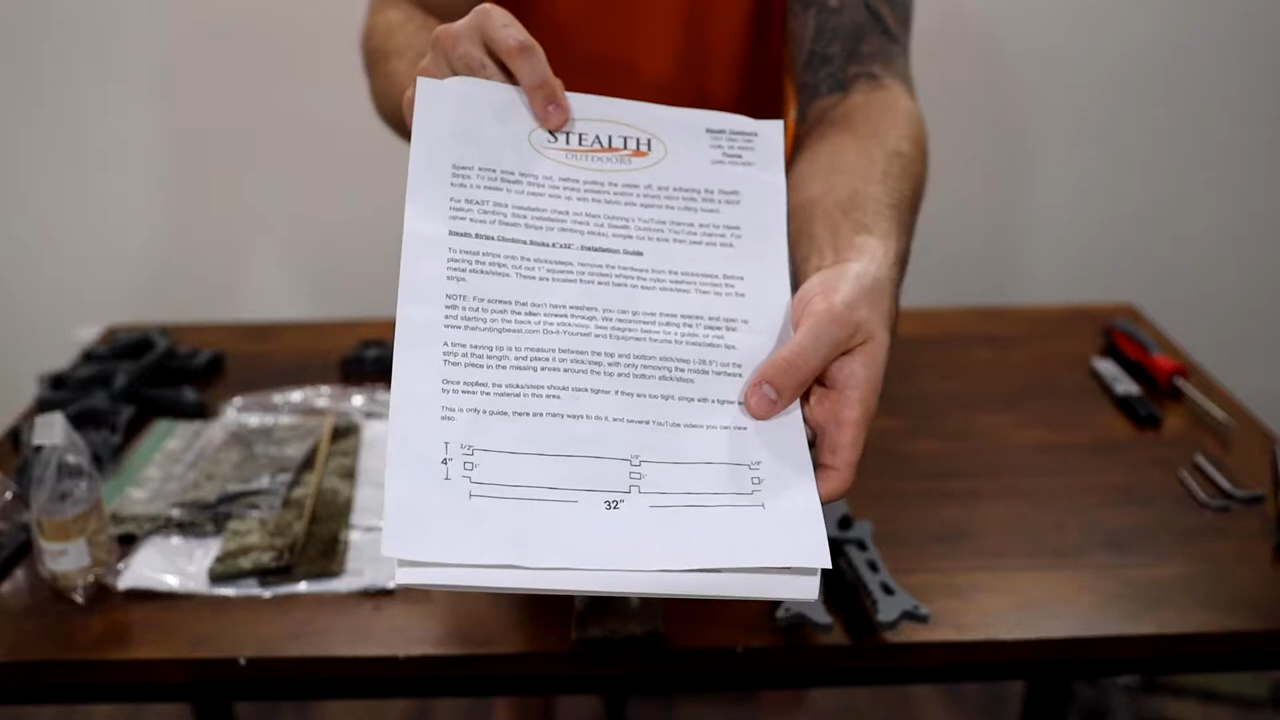 STEALTH
OUTDOORS
Stealth Outdoors
Phone
Spend some time laying out, before pulling the paper off, and adhering the Stealth
Strips. To cut Stealth Strips use sharp scissors and/or a sharp razor knife. With a
knife it is easier to cut paper side up, with the fabric side against the cutting board.
For BEAST Stick installation check out Mario Duhring's YouTube channel, and for
Helium Climbing Stick installation check out Stealth Outdoors YouTube channel. For
other sizes of Stealth Strips (or climbing sticks), simple cut to size, then peel and stick.
Stealth Strips Climbing Sticks 4"x32" - Installation Guide
To install strips onto the sticks/steps, remove the hardware from the sticks/steps. Before
placing the strips, cut out 1" squares (or circles) where the nylon washers contact the
metal sticks/steps. These are located front and back on each stick/step. Then lay on the
strips.
NOTE: For screws that don't have washers, you can go over these spaces, and open up
with a cut to push the allen screws through. We recommend pulling the 1" paper first
and starting on the back of the stick/step. See diagram below for a guide, or visit
www.thehuntingbeast.com Do-It-Yourself and Equipment forums for installation tips.
A time saving tip is to measure between the top and bottom stick/step (~28.5") cut the
strip at that length, and place it on stick/step, with only removing the middle hardware.
Then piece in the missing areas around the top and bottom stick/steps.
Once applied, the sticks/steps should stack tighter, if they are too tight, singe with a lighter
try to wear the material in this area.
This is only a guide, there are many ways to do it, and several YouTube videos you can view
also.
1/2" 1/2" 1/2"
4" 1" 1" 1"
32"